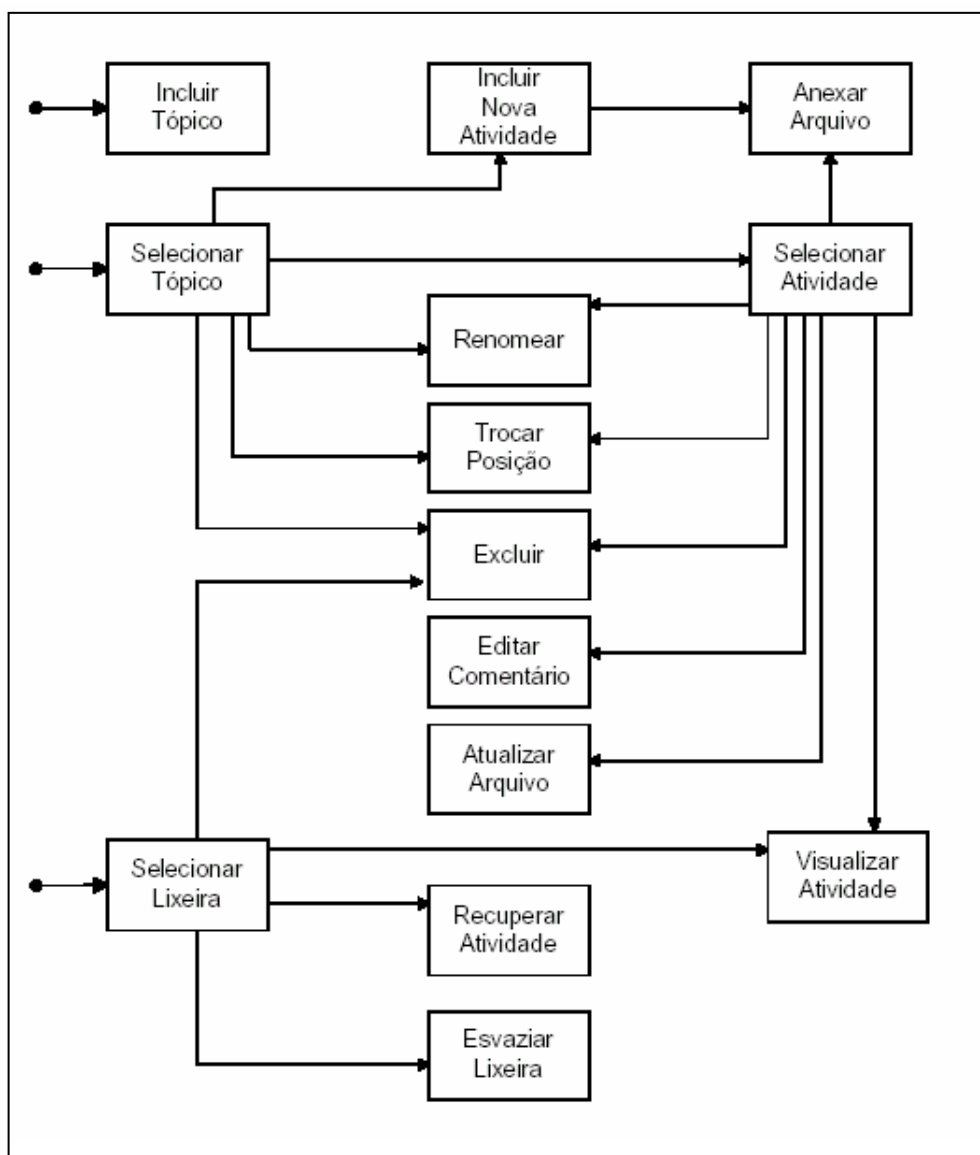 Incluir
Tópico
Incluir
Nova
Atividade
Anexar
Arquivo
Selecionar
Tópico
Selecionar
Atividade
Renomear
Trocar
Posição
Excluir
Editar
Comentário
Atualizar
Arquivo
Selecionar
Lixeira
Visualizar
Atividade
Recuperar
Atividade
Esvaziar
Lixeira